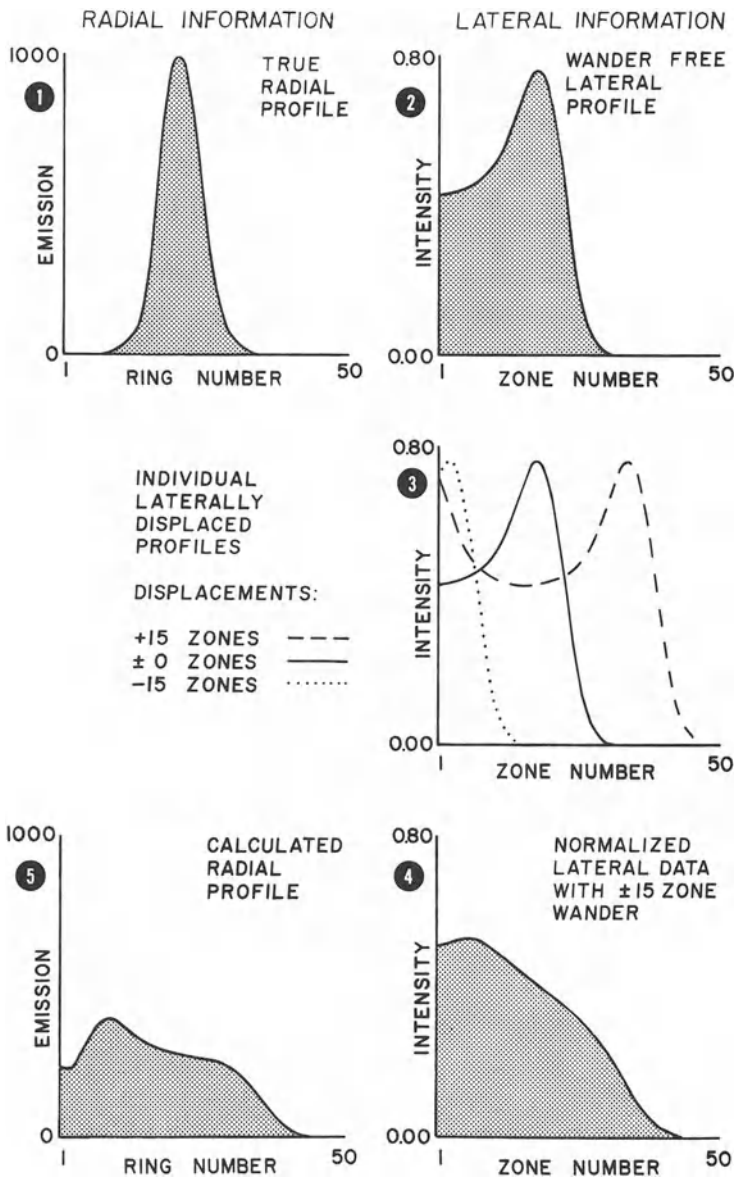 RADIAL INFORMATION
LATERAL INFORMATION
1000
1
TRUE
RADIAL
PROFILE
EMISSION
0
1
50
RING NUMBER
0.80
2
WANDER FREE
LATERAL
PROFILE
INTENSITY
0.00
1
50
ZONE NUMBER
INDIVIDUAL
LATERALLY
DISPLACED
PROFILES
DISPLACEMENTS:
+15 ZONES
± 0 ZONES
−15 ZONES
0.80
3
INTENSITY
0.00
1
50
ZONE NUMBER
1000
5
CALCULATED
RADIAL
PROFILE
EMISSION
0
1
50
RING NUMBER
0.80
4
NORMALIZED
LATERAL DATA
WITH ±15 ZONE
WANDER
INTENSITY
0.00
1
50
ZONE NUMBER